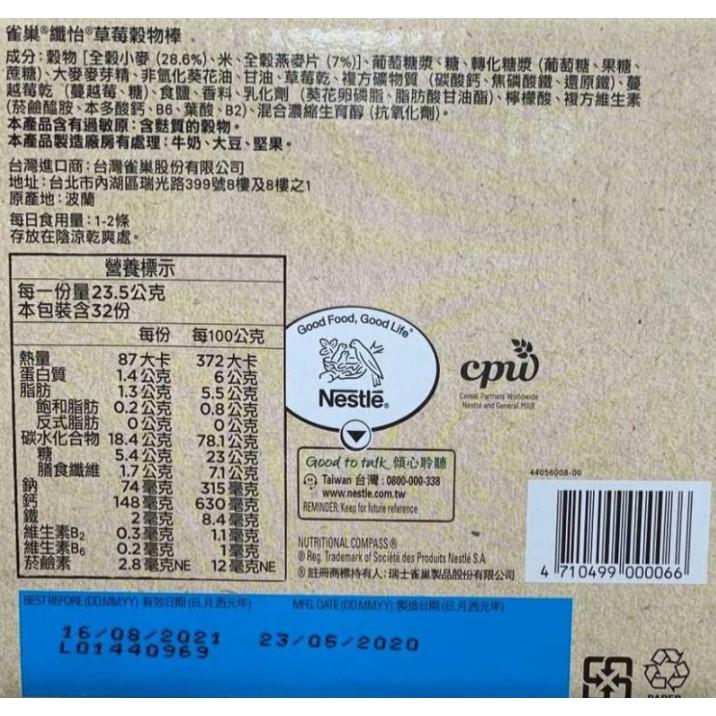 雀巢®纖怡®草莓穀物棒
成分:穀物 [全穀小麥 (28.6%)、米、全穀燕麥片 (7%)]、葡萄糖漿、糖、轉化糖漿 (葡萄糖、果糖、
蔗糖)、大麥麥芽精、非氫化葵花油、甘油、草莓乾、複方礦物質 (碳酸鈣、焦磷酸鐵、還原鐵)、蔓
越莓乾 (蔓越莓、糖)、食鹽、香料、乳化劑 (葵花卵磷脂、脂肪酸甘油酯)、檸檬酸、複方維生素
(菸鹼醯胺、本多酸鈣、B6、葉酸、B2)、混合濃縮生育醇 (抗氧化劑)。
本產品含有過敏原:含麩質的穀物。
本產品製造廠房有處理:牛奶、大豆、堅果。
台灣進口商:台灣雀巢股份有限公司
地址:台北市內湖區瑞光路399號8樓及8樓之1
原產地:波蘭
每日食用量:1-2條
存放在陰涼乾爽處。
營養標示
每一份量23.5公克
本包裝含32份
每份 每100公克
熱量 87大卡 372大卡
蛋白質 1.4公克 6公克
脂肪 1.3公克 5.5公克
飽和脂肪 0.2公克 0.8公克
反式脂肪 0公克 0公克
碳水化合物 18.4公克 78.1公克
糖 5.4公克 23公克
膳食纖維 1.7公克 7.1公克
鈉 74毫克 315毫克
鈣 148毫克 630毫克
鐵 2毫克 8.4毫克
維生素B2 0.3毫克 1.1毫克
維生素B6 0.2毫克 1毫克
菸鹼素 2.8毫克NE 12毫克NE
Good Food, Good Life
Nestlé®
cpw
Cereal Partners Worldwide
Nestlé and General Mills
Good to talk 傾心聆聽
Taiwan 台灣:0800-000-338
www.nestle.com.tw
REMINDER: Keep for future reference
NUTRITIONAL COMPASS®
® Reg. Trademark of Société des Produits Nestlé S.A.
® 註冊商標持有人:瑞士雀巢製品股份有限公司
44056008-00
4 710499 000066
BEST BEFORE (DD.MM.YY) 有效日期(日.月.西元年)
MFG. DATE (DD.MM.YY) 製造日期(日.月.西元年)
16/08/2021
23/05/2020
L01440969
PAPER